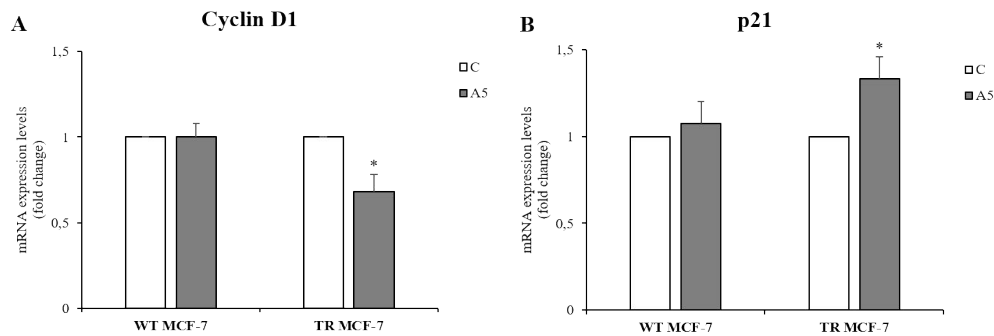 A
Cyclin D1
1,5
1
0,5
0
mRNA expression levels
(fold change)
*
WT MCF-7
TR MCF-7
C
A5
B
p21
1,5
1
0,5
0
mRNA expression levels
(fold change)
*
WT MCF-7
TR MCF-7
C
A5